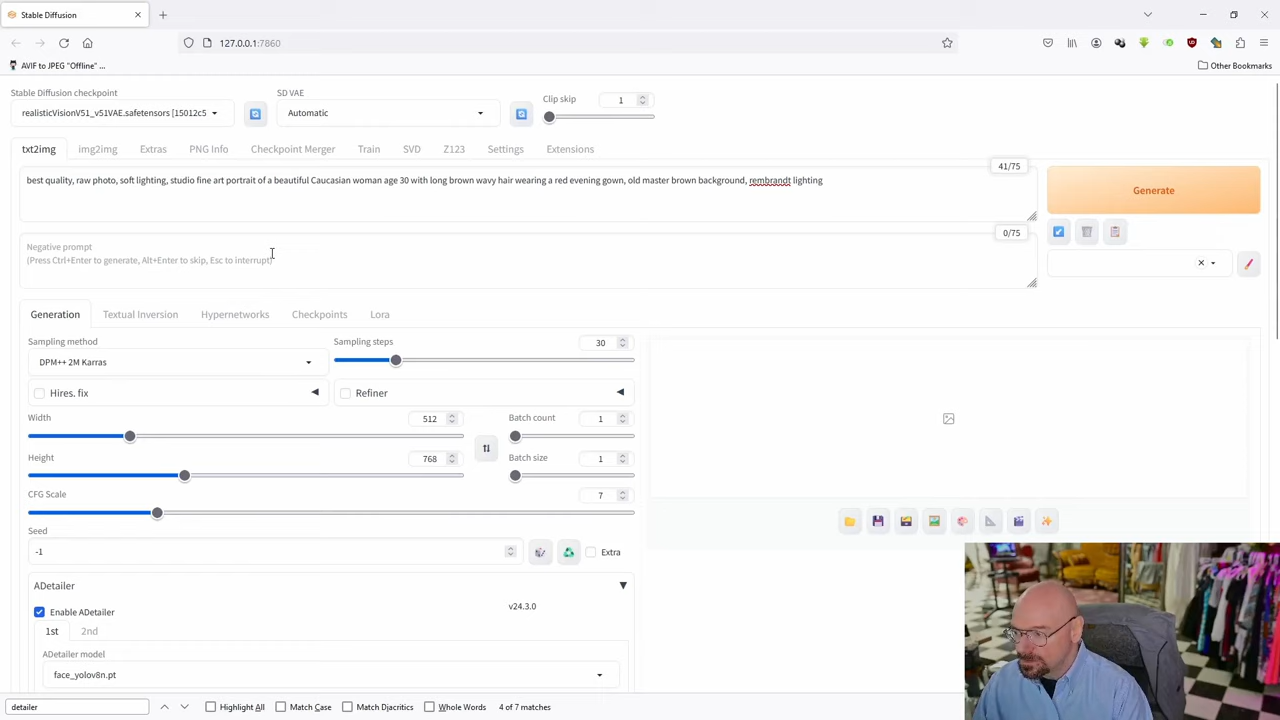 Stable Diffusion
127.0.0.1:7860
AVIF to JPEG "Offline" ...
Other Bookmarks
Stable Diffusion checkpoint
SD VAE
Clip skip
1
realisticVisionV51_v51VAE.safetensors [15012c5
Automatic
txt2img
img2img
Extras
PNG Info
Checkpoint Merger
Train
SVD
Z123
Settings
Extensions
41/75
best quality, raw photo, soft lighting, studio fine art portrait of a beautiful Caucasian woman age 30 with long brown wavy hair wearing a red evening gown, old master brown background, rembrandt lighting
Generate
0/75
Negative prompt
(Press Ctrl+Enter to generate, Alt+Enter to skip, Esc to interrupt)
Generation
Textual Inversion
Hypernetworks
Checkpoints
Lora
Sampling method
Sampling steps
30
DPM++ 2M Karras
Hires. fix
Refiner
Width
512
Batch count
1
Height
768
Batch size
1
CFG Scale
7
Seed
-1
Extra
ADetailer
v24.3.0
Enable ADetailer
1st
2nd
ADetailer model
face_yolov8n.pt
detailer
Highlight All
Match Case
Match Diacritics
Whole Words
4 of 7 matches